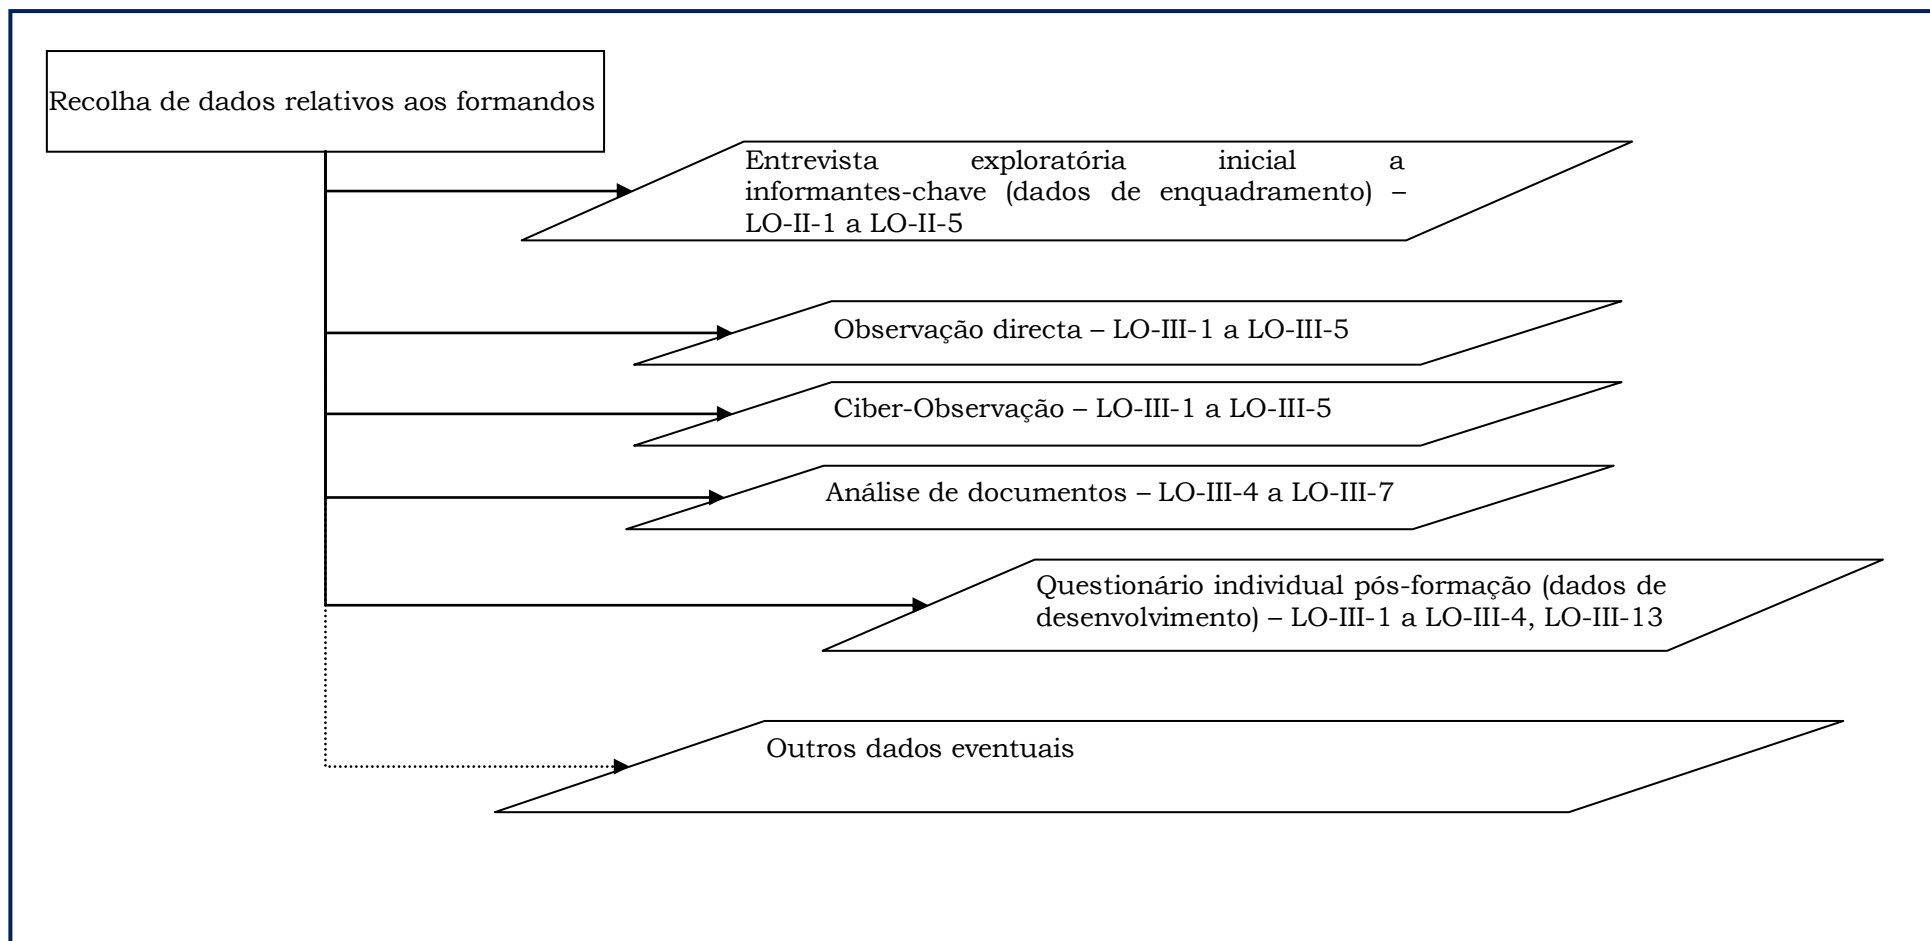 Recolha de dados relativos aos formandos
Entrevista exploratória inicial a
informantes-chave (dados de enquadramento) –
LO-II-1 a LO-II-5
Observação directa – LO-III-1 a LO-III-5
Ciber-Observação – LO-III-1 a LO-III-5
Análise de documentos – LO-III-4 a LO-III-7
Questionário individual pós-formação (dados de
desenvolvimento) – LO-III-1 a LO-III-4, LO-III-13
Outros dados eventuais